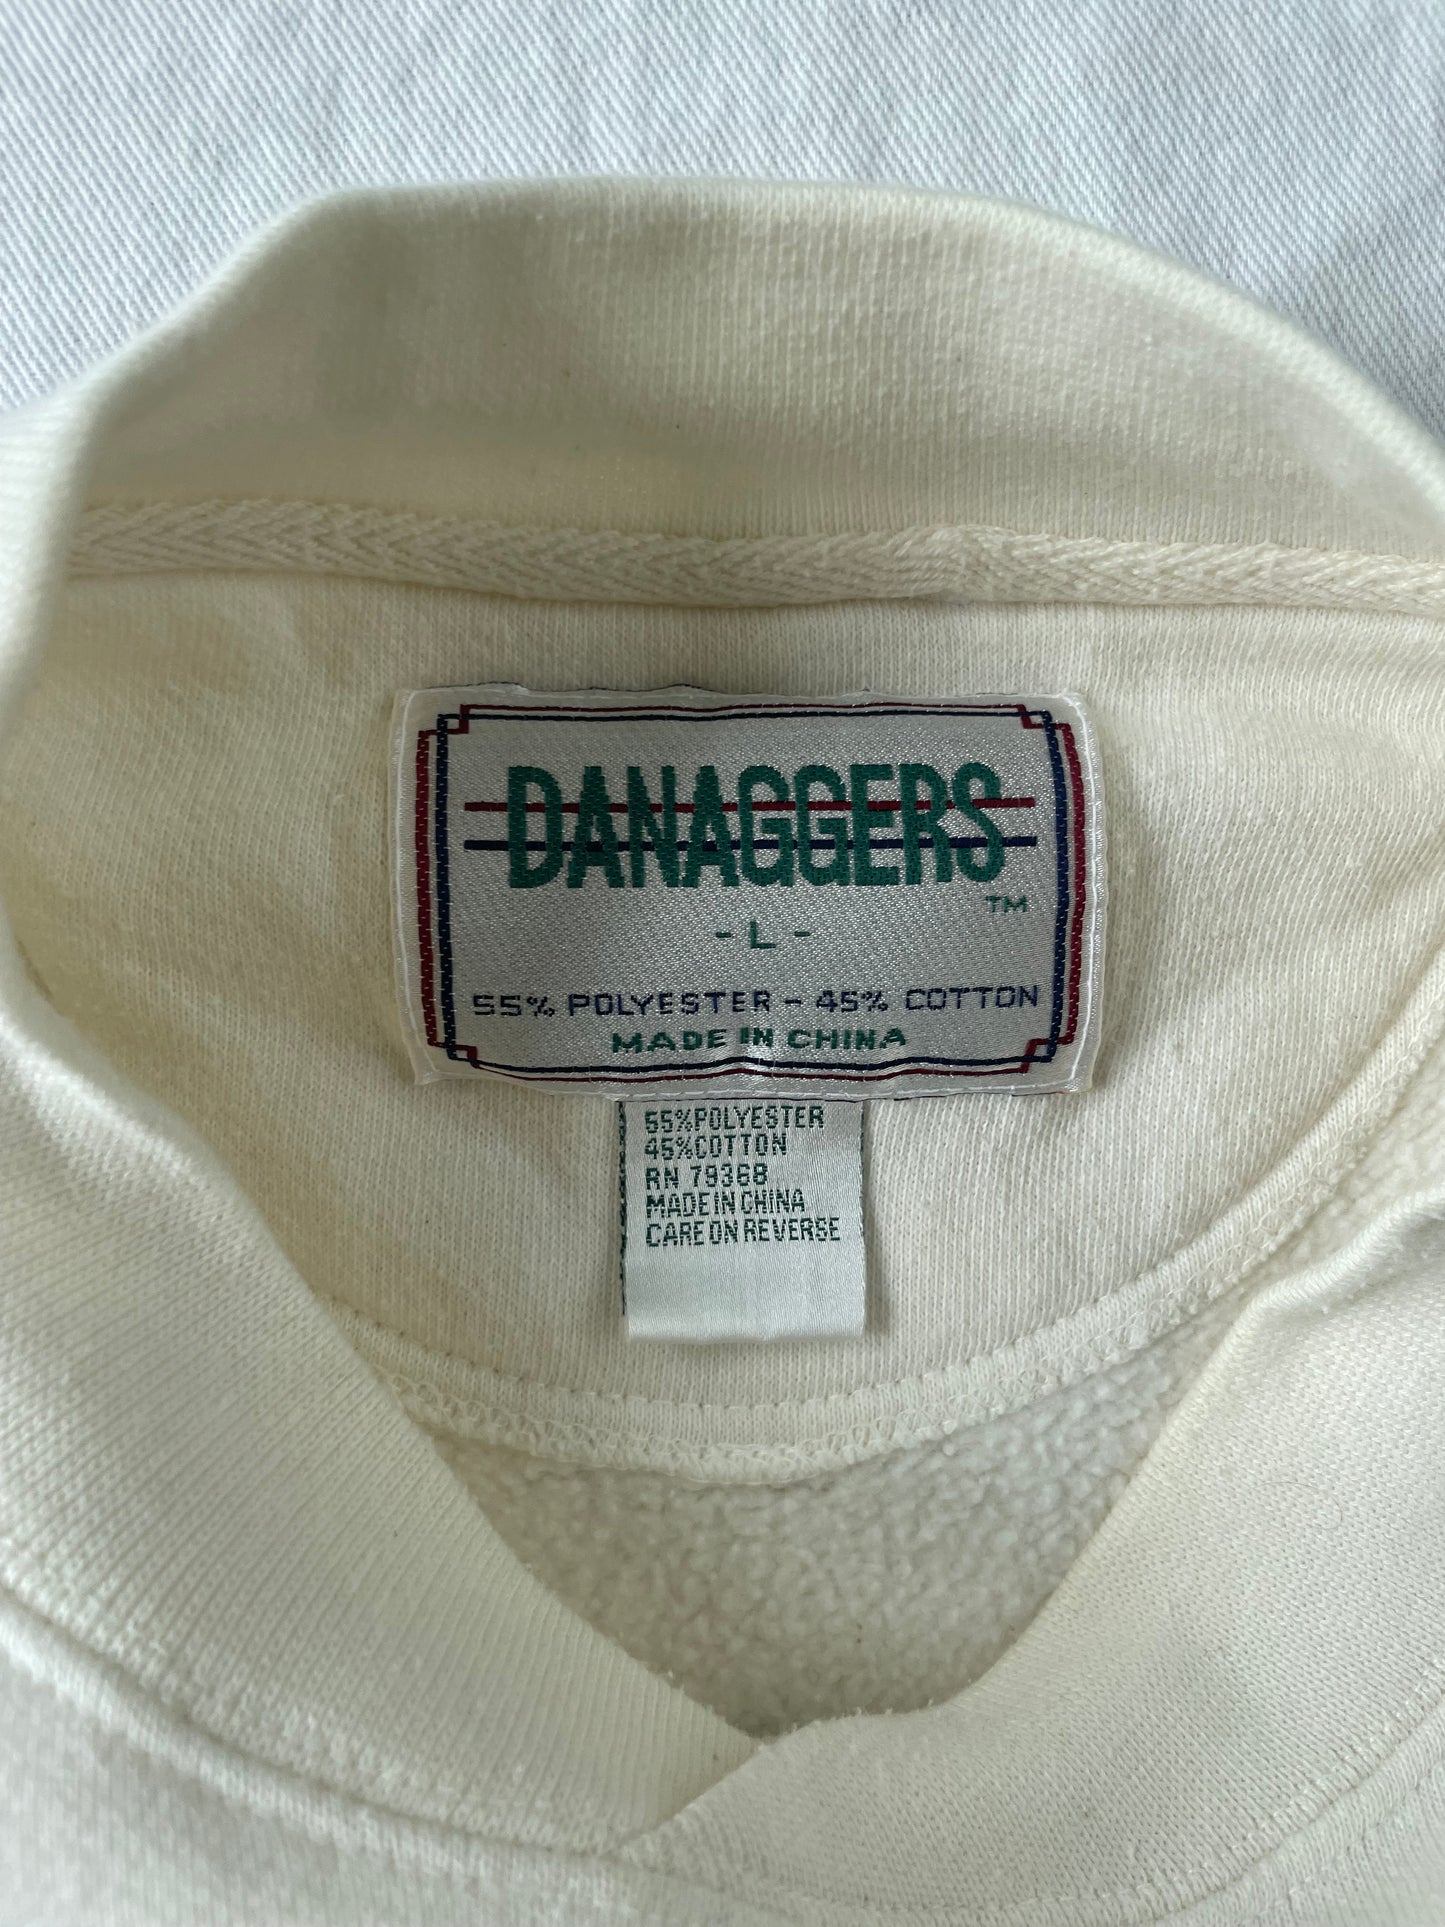 DANAGGERS
TM
- L -
55% POLYESTER - 45% COTTON
MADE IN CHINA
55%POLYESTER
45%COTTON
RN 79368
MADE IN CHINA
CARE ON REVERSE